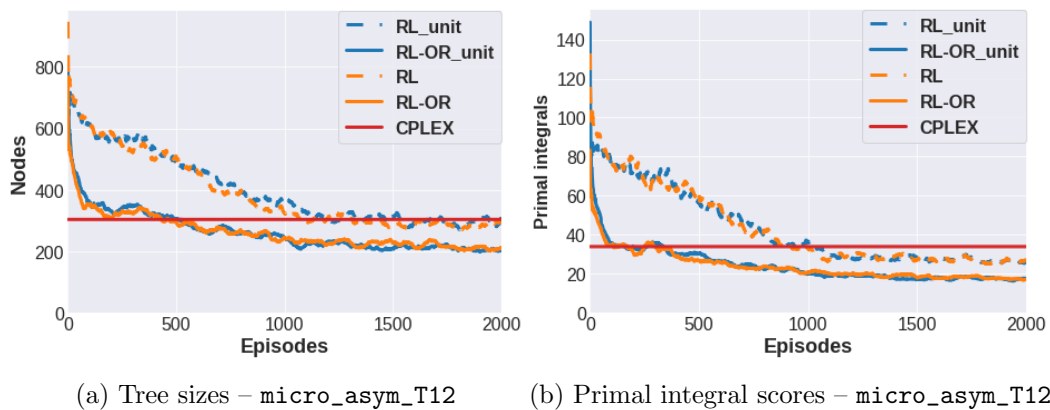 RL_unit
RL-OR_unit
RL
RL-OR
CPLEX
800
600
400
200
0
Nodes
0 500 1000 1500 2000
Episodes
RL_unit
RL-OR_unit
RL
RL-OR
CPLEX
140
120
100
80
60
40
20
0
Primal integrals
0 500 1000 1500 2000
Episodes
(a) Tree sizes – micro_asym_T12
(b) Primal integral scores – micro_asym_T12